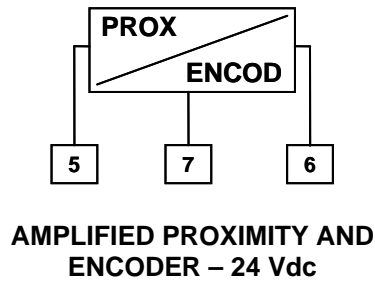 PROX
ENCOD
5 7 6
AMPLIFIED PROXIMITY AND
ENCODER – 24 Vdc